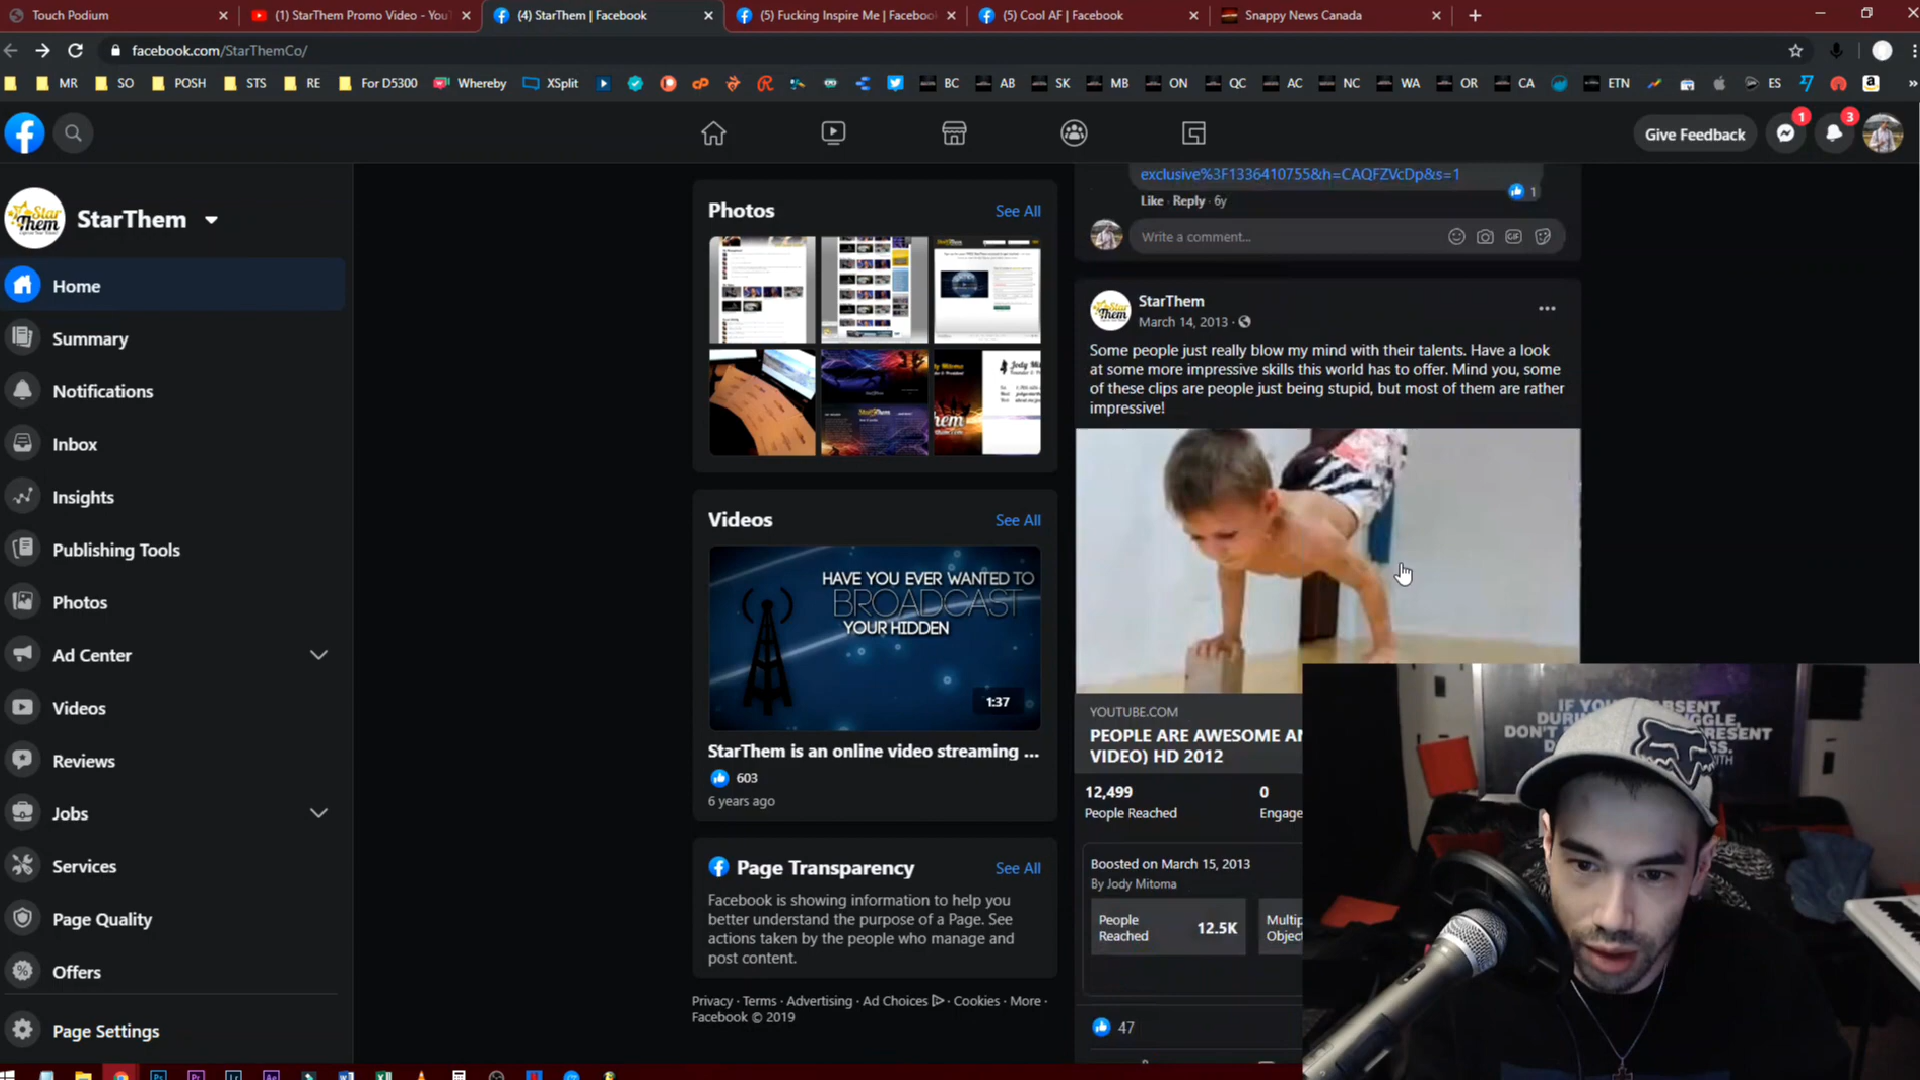 Touch Podium
(1) StarThem Promo Video - You
(4) StarThem || Facebook
(5) Fucking Inspire Me | Facebook
(5) Cool AF | Facebook
Snappy News Canada
facebook.com/StarThemCo/
MR
SO
POSH
STS
RE
For D5300
Whereby
XSplit
BC
AB
SK
MB
ON
QC
AC
NC
WA
OR
CA
ETN
ES
Give Feedback
1
3
StarThem
Home
Summary
Notifications
Inbox
Insights
Publishing Tools
Photos
Ad Center
Videos
Reviews
Jobs
Services
Page Quality
Offers
Page Settings
Photos
See All
Videos
See All
HAVE YOU EVER WANTED TO
BROADCAST
YOUR HIDDEN
1:37
StarThem is an online video streaming ...
603
6 years ago
Page Transparency
See All
Facebook is showing information to help you
better understand the purpose of a Page. See
actions taken by the people who manage and
post content.
Privacy · Terms · Advertising · Ad Choices · Cookies · More ·
Facebook © 2019
exclusive%3F1336410755&h=CAQFZVcDp&s=1
1
Like · Reply · 6y
Write a comment...
GIF
StarThem
March 14, 2013 ·
Some people just really blow my mind with their talents. Have a look
at some more impressive skills this world has to offer. Mind you, some
of these clips are people just being stupid, but most of them are rather
impressive!
YOUTUBE.COM
PEOPLE ARE AWESOME AN
VIDEO) HD 2012
12,499
People Reached
0
Engage
Boosted on March 15, 2013
By Jody Mitoma
People
Reached
12.5K
Multip
Object
47